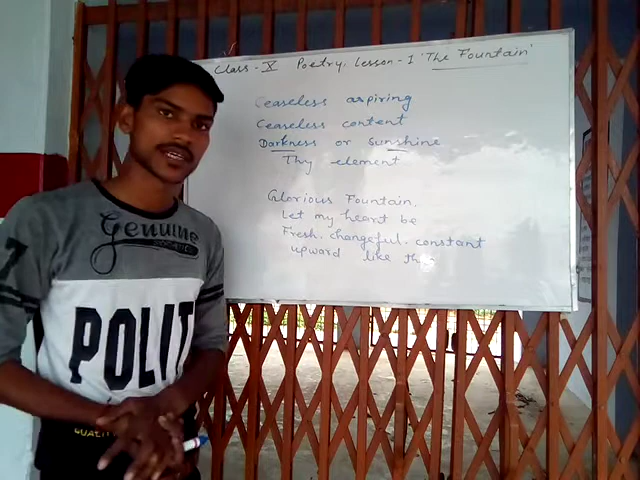 Class - X Poetry. Lesson - 1 'The Fountain'
Ceaseless aspiring
Ceaseless content
Darkness or sunshine
Thy element
Glorious Fountain.
Let my heart be
Fresh. changeful. constant
upward like
Genuine
POLIT